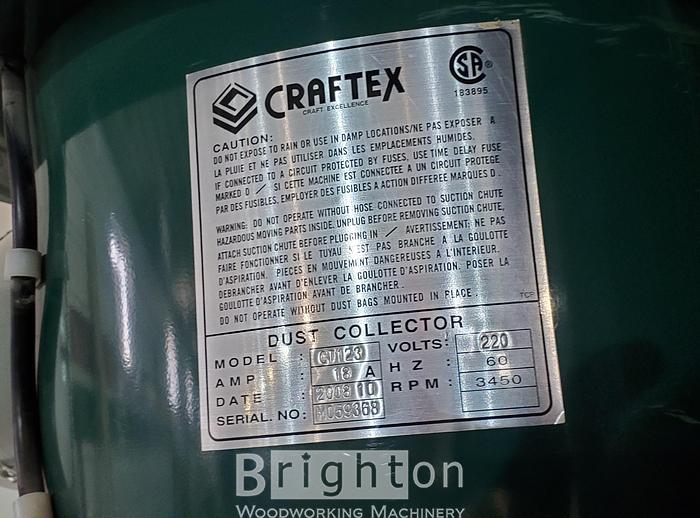 CRAFTEX
CRAFT EXCELLENCE
SA®
183895
CAUTION:
DO NOT EXPOSE TO RAIN OR USE IN DAMP LOCATIONS/NE PAS EXPOSER A
LA PLUIE ET NE PAS UTILISER DANS LES EMPLACEMENTS HUMIDES.
IF CONNECTED TO A CIRCUIT PROTECTED BY FUSES, USE TIME DELAY FUSE
MARKED D / SI CETTE MACHINE EST CONNECTEE A UN CIRCUIT PROTEGE
PAR DES FUSIBLES, EMPLOYER DES FUSIBLES A ACTION DIFFEREE MARQUES D .
WARNING: DO NOT OPERATE WITHOUT HOSE CONNECTED TO SUCTION CHUTE
HAZARDOUS MOVING PARTS INSIDE. UNPLUG BEFORE REMOVING SUCTION CHUTE,
ATTACH SUCTION CHUTE BEFORE PLUGGING IN / AVERTISSEMENT: NE PAS
FAIRE FONCTIONNER SI LE TUYAU N'EST PAS BRANCHE A LA GOULOTTE
D'ASPIRATION. PIECES EN MOUVEMENT DANGEREUSES A L'INTERIEUR.
DEBRANCHER AVANT D'ENLEVER LA GOULOTTE D'ASPIRATION. POSER LA
GOULOTTE D'ASPIRATION AVANT DE BRANCHER.
DO NOT OPERATE WITHOUT DUST BAGS MOUNTED IN PLACE.
TCF
DUST COLLECTOR
MODEL : CU123 VOLTS: 220
AMP : 18 A HZ : 60
DATE : 2008 10 RPM : 3450
SERIAL. NO: M059368
Brighton
WOODWORKING MACHINERY